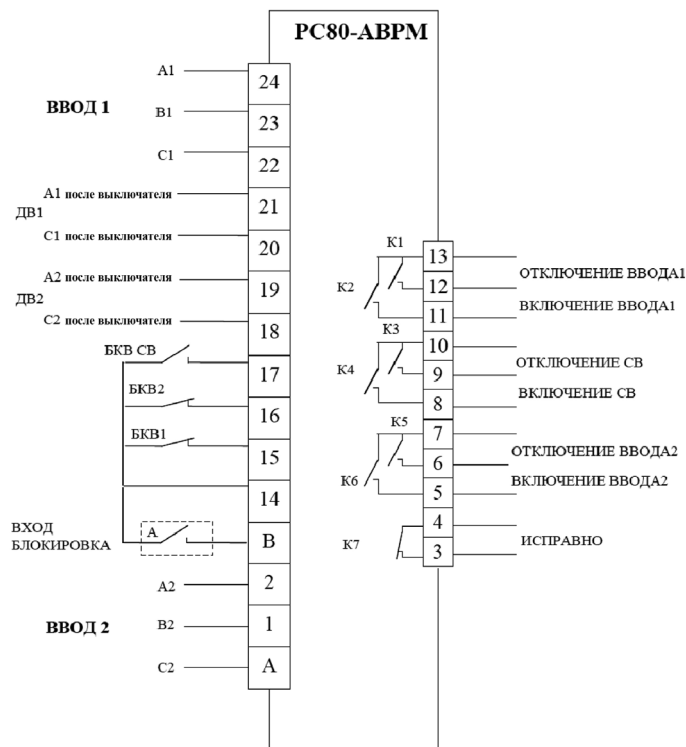 РС80-АВРМ
ВВОД 1
А1
24
В1
23
С1
22
А1 после выключателя
ДВ1
21
С1 после выключателя
20
А2 после выключателя
ДВ2
19
С2 после выключателя
18
БКВ СВ
17
БКВ2
16
БКВ1
15
14
ВХОД
БЛОКИРОВКА
А
В
А2
2
ВВОД 2
В2
1
С2
А
К1
13
К2
12
ОТКЛЮЧЕНИЕ ВВОДА1
11
ВКЛЮЧЕНИЕ ВВОДА1
К3
10
К4
9
ОТКЛЮЧЕНИЕ СВ
8
ВКЛЮЧЕНИЕ СВ
К5
7
6
ОТКЛЮЧЕНИЕ ВВОДА2
К6
5
ВКЛЮЧЕНИЕ ВВОДА2
4
К7
3
ИСПРАВНО